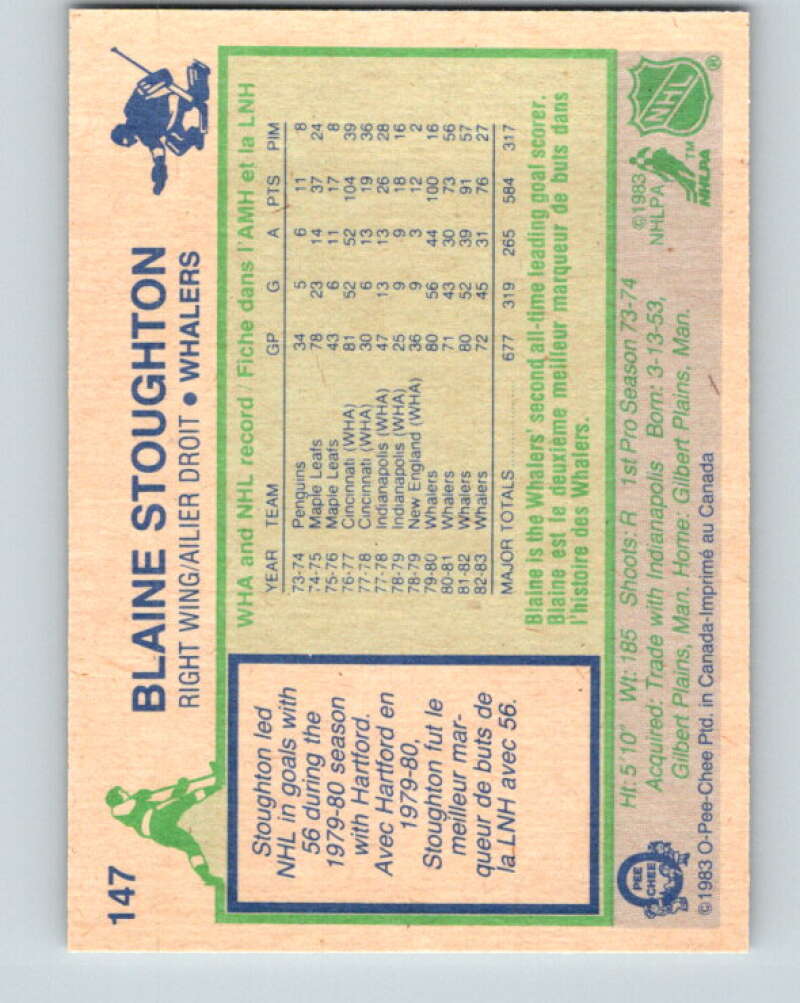 147
BLAINE STOUGHTON
RIGHT WING/AILIER DROIT • WHALERS
Stoughton led
NHL in goals with
56 during the
1979-80 season
with Hartford.
Avec Hartford en
1979-80,
Stoughton fut le
meilleur mar-
queur de buts de
la LNH avec 56.
WHA and NHL record / Fiche dans l'AMH et la LNH
YEAR TEAM GP G A PTS PIM
73-74 Penguins 34 5 6 11 8
74-75 Maple Leafs 78 23 14 37 24
75-76 Maple Leafs 43 6 11 17 8
76-77 Cincinnati (WHA) 81 52 52 104 39
77-78 Cincinnati (WHA) 30 6 13 19 36
77-78 Indianapolis (WHA) 47 13 13 26 28
78-79 Indianapolis (WHA) 25 9 9 18 16
78-79 New England (WHA) 36 9 3 12 2
79-80 Whalers 80 56 44 100 16
80-81 Whalers 71 43 30 73 56
81-82 Whalers 80 52 39 91 57
82-83 Whalers 72 45 31 76 27
MAJOR TOTALS 677 319 265 584 317
Blaine is the Whalers' second all-time leading goal scorer.
Blaine est le deuxième meilleur marqueur de buts dans
l'histoire des Whalers.
Ht: 5'10" Wt: 185 Shoots: R 1st Pro Season 73-74
Acquired: Trade with Indianapolis Born: 3-13-53,
Gilbert Plains, Man. Home: Gilbert Plains, Man.
©1983 O-Pee-Chee Ptd. in Canada-Imprimé au Canada
PEE
CHEE
©1983
NHLPA
TM
NHLPA
NHL
®